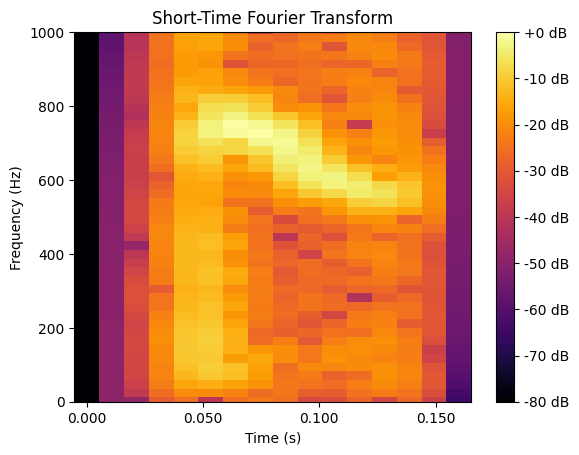 Short-Time Fourier Transform
1000
800
600
400
200
0
Frequency (Hz)
0.000
0.050
0.100
0.150
Time (s)
+0 dB
-10 dB
-20 dB
-30 dB
-40 dB
-50 dB
-60 dB
-70 dB
-80 dB